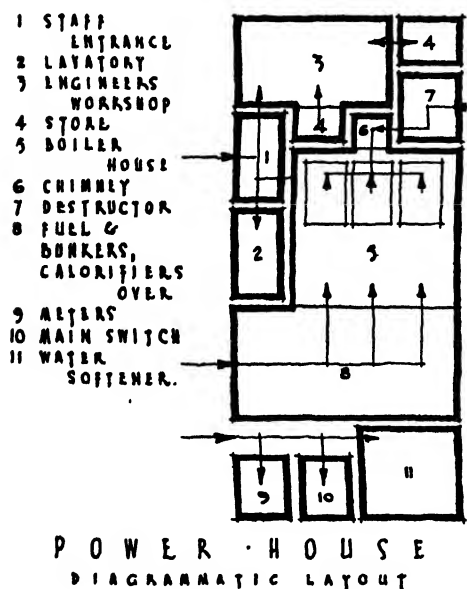 1 STAFF
ENTRANCE
2 LAVATORY
3 ENGINEERS
WORKSHOP
4 STORE
5 BOILER
HOUSE
6 CHIMNEY
7 DESTRUCTOR
8 FUEL &
BUNKERS,
CALORIFIERS
OVER
9 METERS
10 MAIN SWITCH
11 WATER
SOFTENER.
3
4
7
4
6
1
2
5
8
9
10
11
POWER · HOUSE
DIAGRAMMATIC LAYOUT